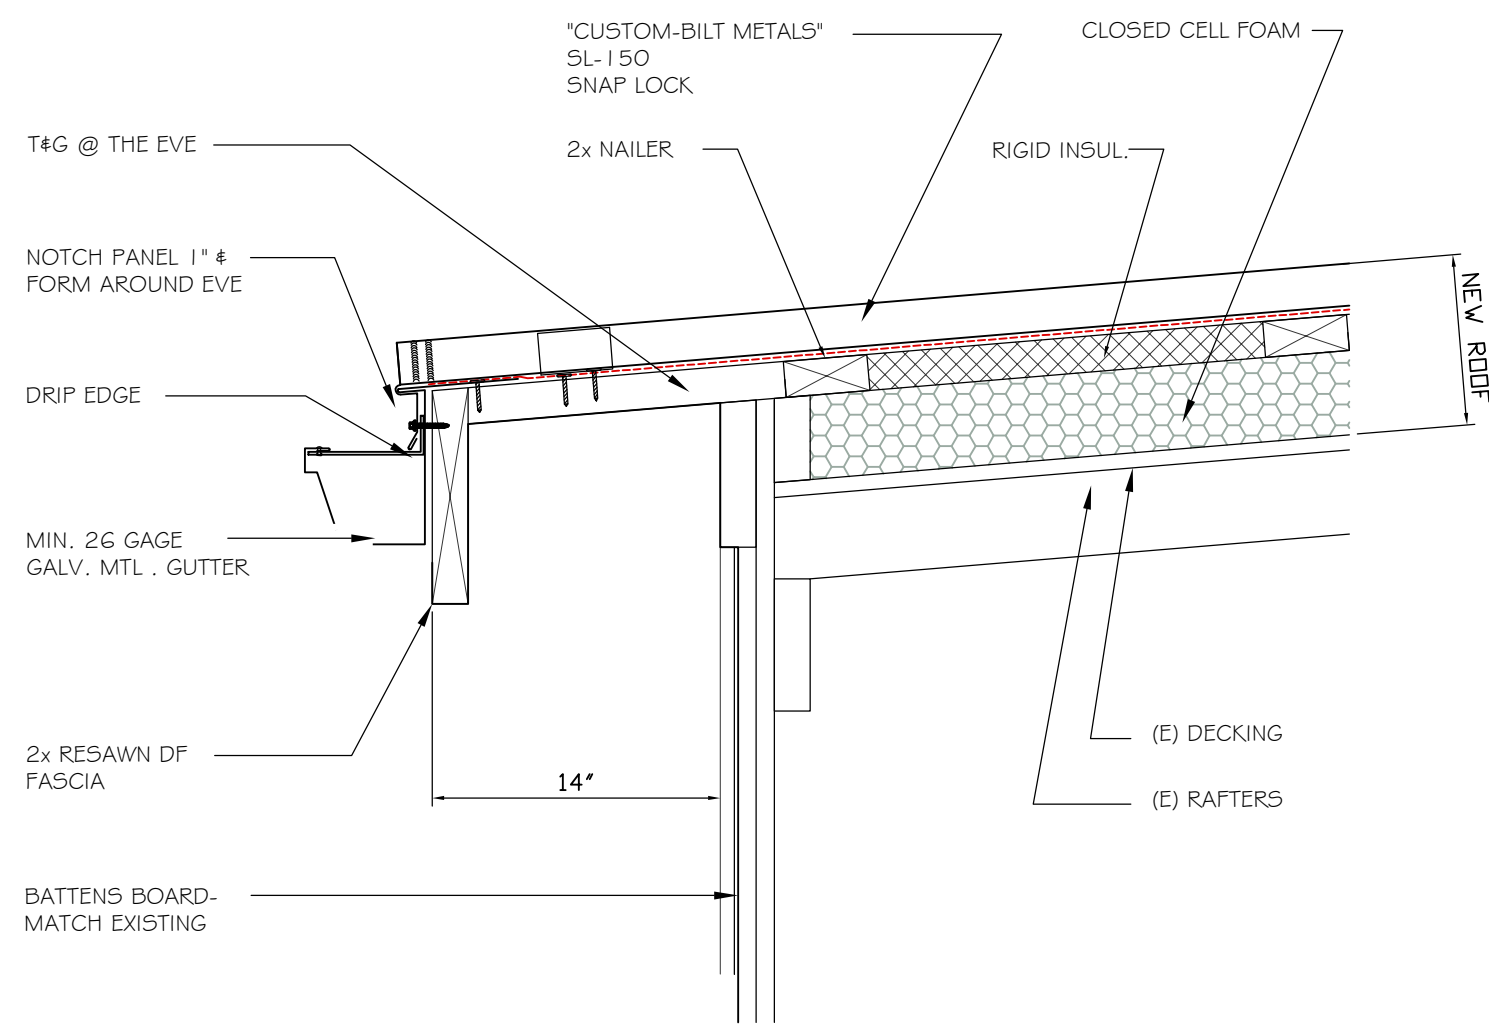 "CUSTOM-BILT METALS"
SL-150
SNAP LOCK
CLOSED CELL FOAM
T&G @ THE EVE
2x NAILER
RIGID INSUL.
NOTCH PANEL 1" &
FORM AROUND EVE
NEW ROOF
DRIP EDGE
MIN. 26 GAGE
GALV. MTL . GUTTER
2x RESAWN DF
FASCIA
14"
(E) DECKING
(E) RAFTERS
BATTENS BOARD-
MATCH EXISTING